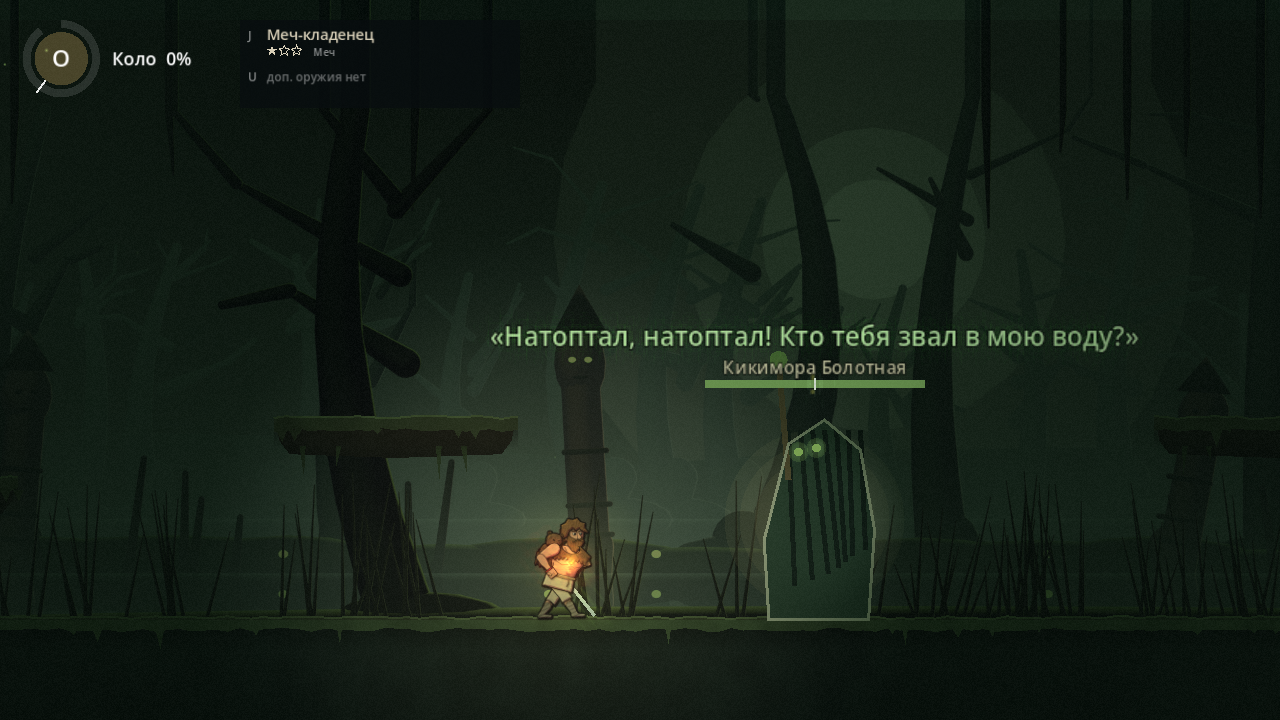 О
Коло 0%
J Меч-кладенец
★☆☆ Меч
U доп. оружия нет
«Натоптал, натоптал! Кто тебя звал в мою воду?»
Кикимора Болотная